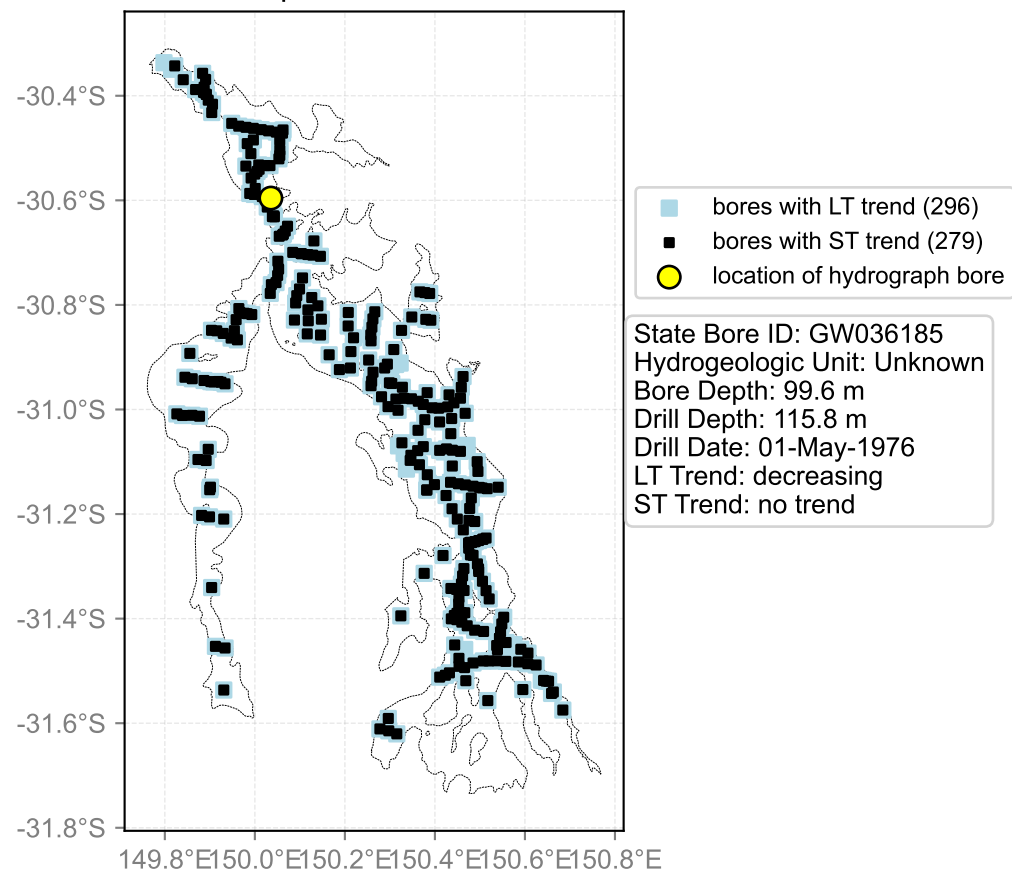 -30.4°S
-30.6°S
-30.8°S
-31.0°S
-31.2°S
-31.4°S
-31.6°S
-31.8°S
149.8°E150.0°E150.2°E150.4°E150.6°E150.8°E
bores with LT trend (296)
bores with ST trend (279)
location of hydrograph bore
State Bore ID: GW036185
Hydrogeologic Unit: Unknown
Bore Depth: 99.6 m
Drill Depth: 115.8 m
Drill Date: 01-May-1976
LT Trend: decreasing
ST Trend: no trend